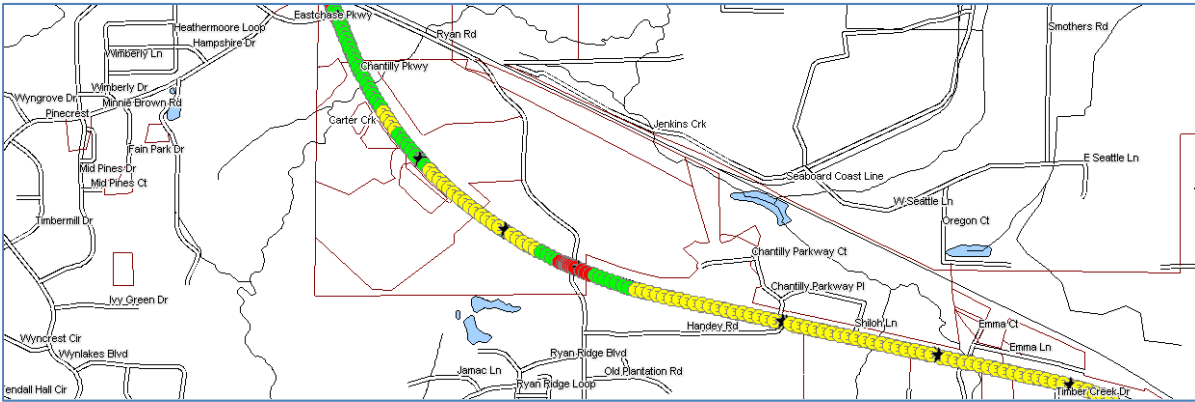 Eastchase Pkwy
Heathermoore Loop
Smothers Rd
Ryan Rd
Hampshire Dr
Wimberly Ln
Chantilly Pkwy
Wimberly Dr
Wyngrove Dr
Minnie Brown Rd
Pinecrest
Carter Crk
Jenkins Crk
Fain Park Dr
E Seattle Ln
Mid Pines Dr
Seaboard Coast Line
Mid Pines Ct
W Seattle Ln
Timbermill Dr
Oregon Ct
Chantilly Parkway Ct
Chantilly Parkway Pl
Ivy Green Dr
Shiloh Ln
Emma Ct
Handey Rd
Wyncrest Cir
Emma Ln
Wynlakes Blvd
Ryan Ridge Blvd
Jamac Ln
Old Plantation Rd
Ryan Ridge Loop
endall Hall Cir
Timber Creek Dr